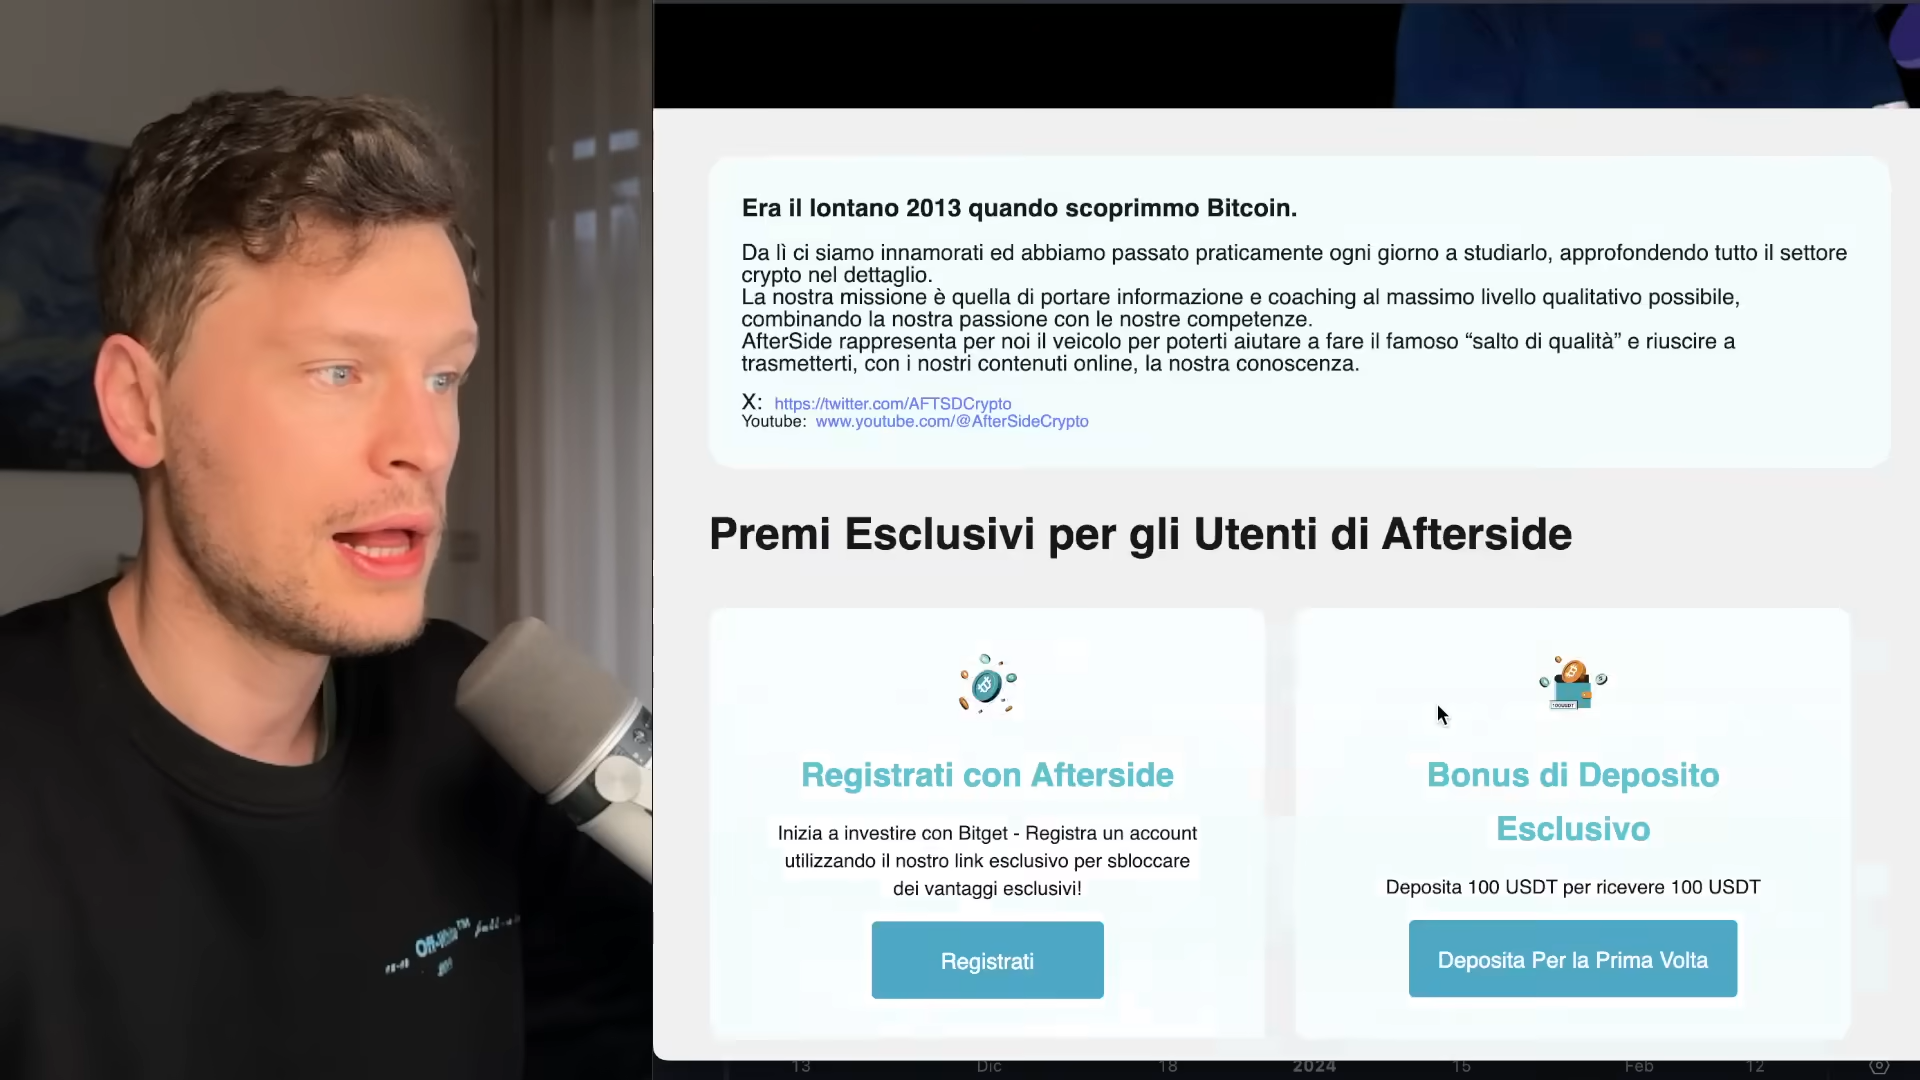 Era il lontano 2013 quando scoprimmo Bitcoin.
Da lì ci siamo innamorati ed abbiamo passato praticamente ogni giorno a studiarlo, approfondendo tutto il settore
crypto nel dettaglio.
La nostra missione è quella di portare informazione e coaching al massimo livello qualitativo possibile,
combinando la nostra passione con le nostre competenze.
AfterSide rappresenta per noi il veicolo per poterti aiutare a fare il famoso “salto di qualità” e riuscire a
trasmetterti, con i nostri contenuti online, la nostra conoscenza.
X: https://twitter.com/AFTSDCrypto
Youtube: www.youtube.com/@AfterSideCrypto
Premi Esclusivi per gli Utenti di Afterside
Registrati con Afterside
Inizia a investire con Bitget - Registra un account
utilizzando il nostro link esclusivo per sbloccare
dei vantaggi esclusivi!
Registrati
100USDT
Bonus di Deposito
Esclusivo
Deposita 100 USDT per ricevere 100 USDT
Deposita Per la Prima Volta
Off-White™
13 Dic 18 2024 15 Feb 12